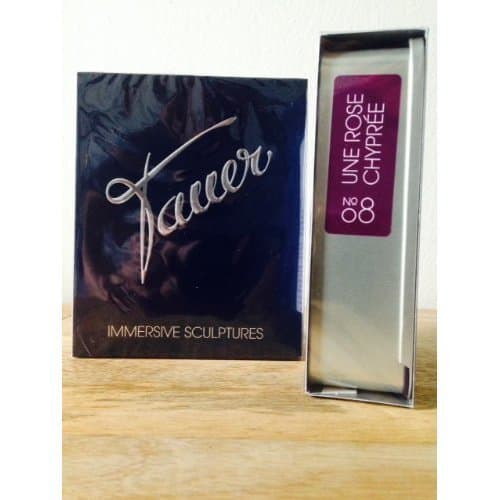 Tauer
IMMERSIVE SCULPTURES
Nº
08
UNE ROSE
CHYPRÉE